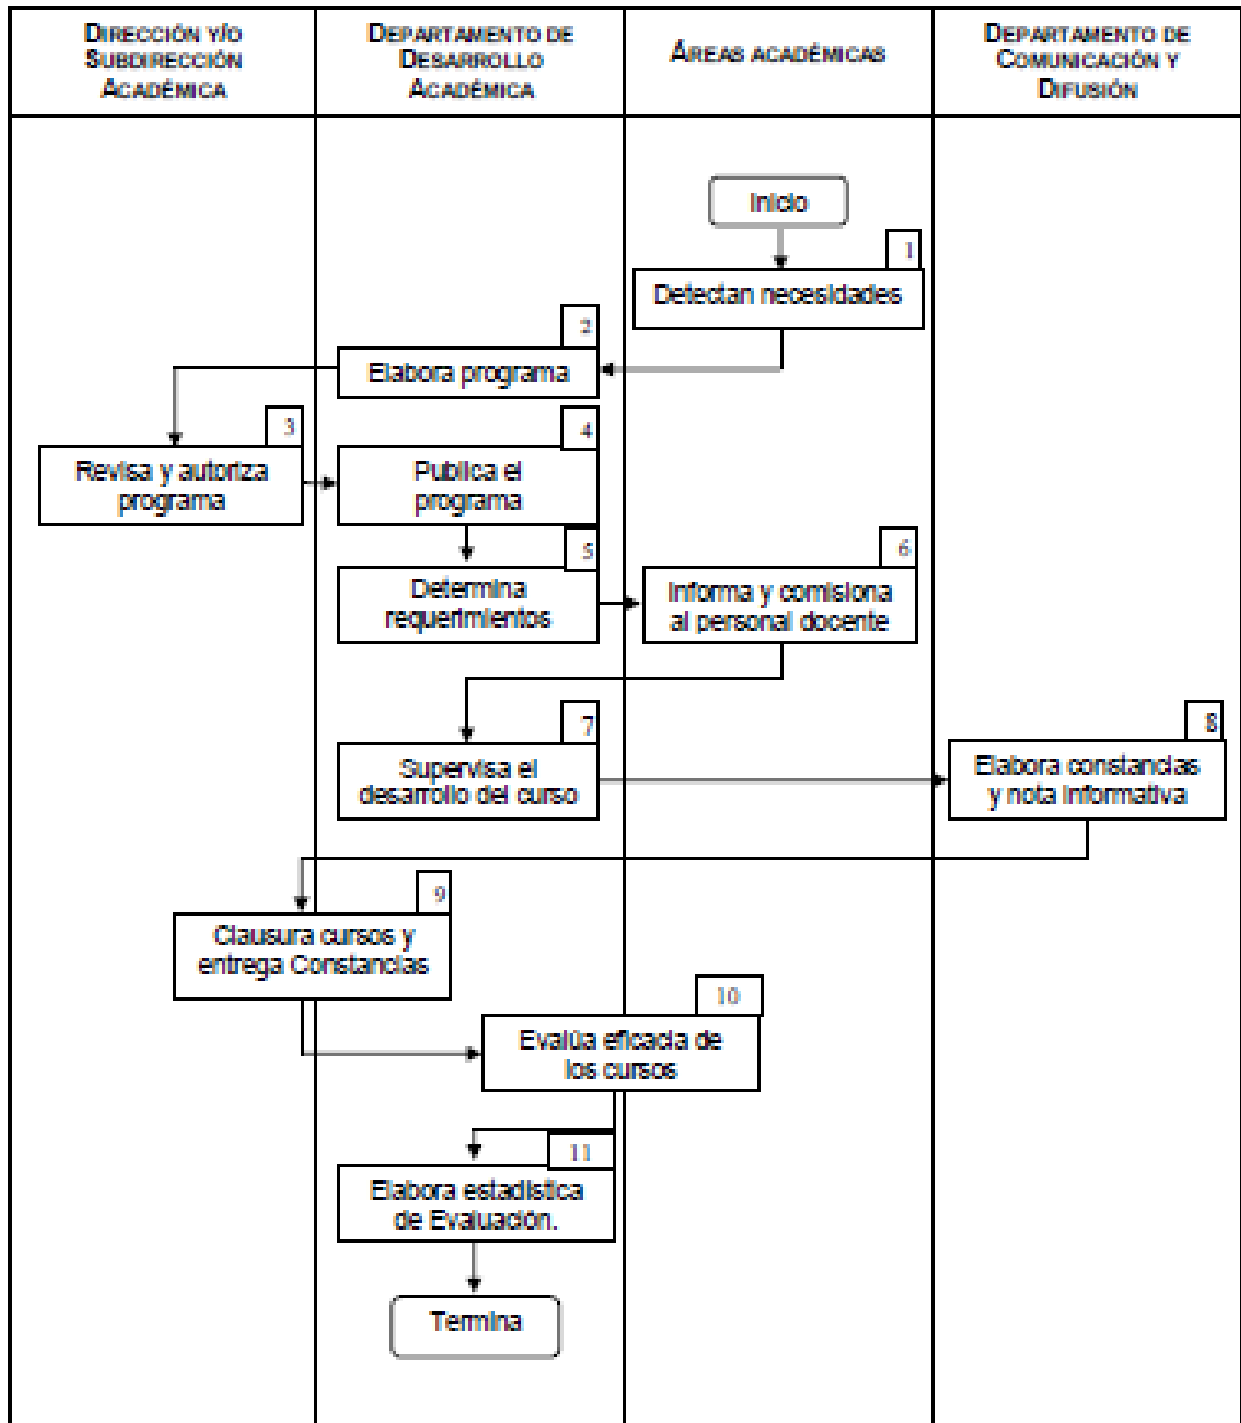 DIRECCIÓN Y/O
SUBDIRECCIÓN
ACADÉMICA
DEPARTAMENTO DE
DESARROLLO
ACADÉMICA
ÁREAS ACADÉMICAS
DEPARTAMENTO DE
COMUNICACIÓN Y
DIFUSIÓN
Inicio
1
Detectan necesidades
2
Elabora programa
3
Revisa y autoriza
programa
4
Publica el
programa
5
Determina
requerimientos
6
Informa y comisiona
al personal docente
7
Supervisa el
desarrollo del curso
8
Elabora constancias
y nota informativa
9
Clausura cursos y
entrega Constancias
10
Evalúa eficacia de
los cursos
11
Elabora estadística
de Evaluación.
Termina